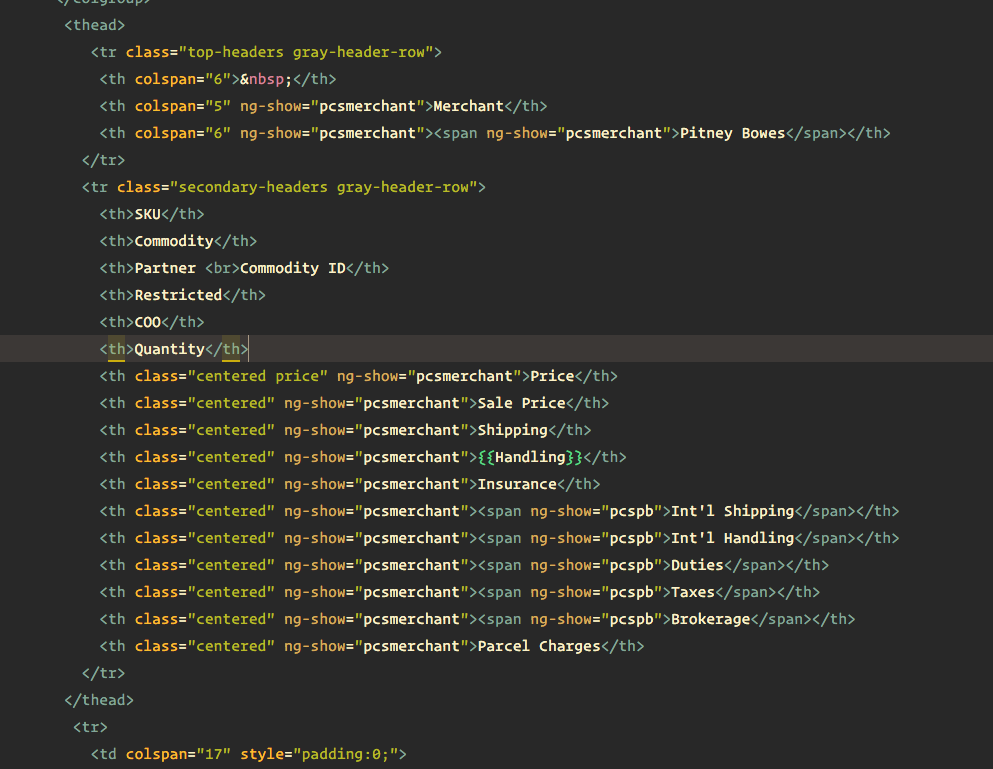 </colgroup>
<thead>
<tr class="top-headers gray-header-row">
<th colspan="6">&nbsp;</th>
<th colspan="5" ng-show="pcsmerchant">Merchant</th>
<th colspan="6" ng-show="pcsmerchant"><span ng-show="pcsmerchant">Pitney Bowes</span></th>
</tr>
<tr class="secondary-headers gray-header-row">
<th>SKU</th>
<th>Commodity</th>
<th>Partner <br>Commodity ID</th>
<th>Restricted</th>
<th>COO</th>
<th>Quantity</th>
<th class="centered price" ng-show="pcsmerchant">Price</th>
<th class="centered" ng-show="pcsmerchant">Sale Price</th>
<th class="centered" ng-show="pcsmerchant">Shipping</th>
<th class="centered" ng-show="pcsmerchant">{{Handling}}</th>
<th class="centered" ng-show="pcsmerchant">Insurance</th>
<th class="centered" ng-show="pcsmerchant"><span ng-show="pcspb">Int'l Shipping</span></th>
<th class="centered" ng-show="pcsmerchant"><span ng-show="pcspb">Int'l Handling</span></th>
<th class="centered" ng-show="pcsmerchant"><span ng-show="pcspb">Duties</span></th>
<th class="centered" ng-show="pcsmerchant"><span ng-show="pcspb">Taxes</span></th>
<th class="centered" ng-show="pcsmerchant"><span ng-show="pcspb">Brokerage</span></th>
<th class="centered" ng-show="pcsmerchant">Parcel Charges</th>
</tr>
</thead>
<tr>
<td colspan="17" style="padding:0;">